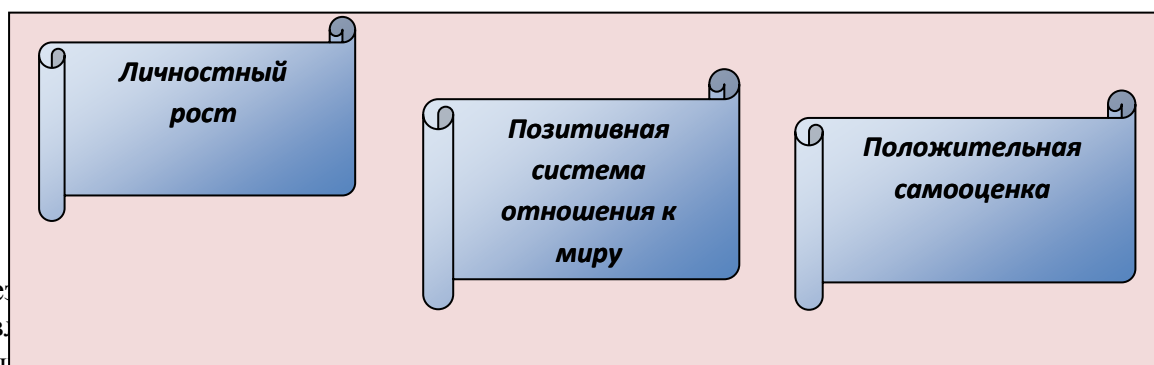 Личностный
рост
Позитивная
система
отношения к
миру
Положительная
самооценка